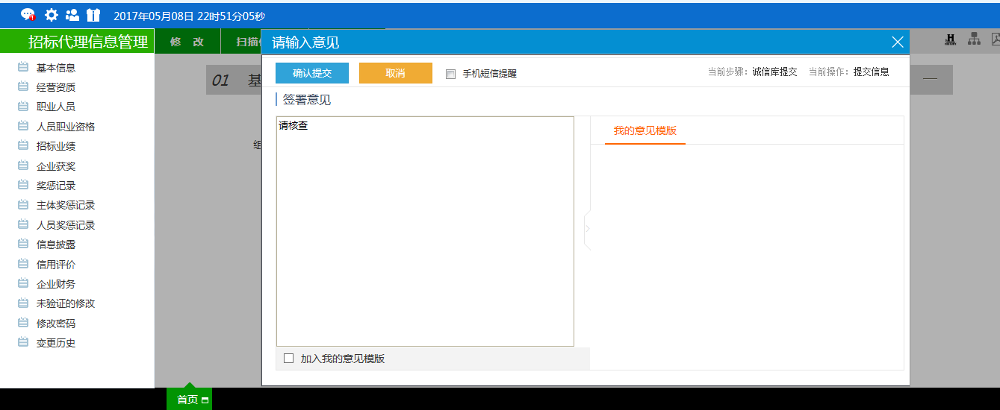 2017年05月08日 22时51分05秒
招标代理信息管理
修 改
扫描
请输入意见
确认提交
取消
手机短信提醒
当前步骤：诚信库提交
当前操作：提交信息
基本信息
经营资质
职业人员
人员职业资格
招标业绩
企业获奖
奖惩记录
主体奖惩记录
人员奖惩记录
信息披露
信用评价
企业财务
未验证的修改
修改密码
变更历史
01 基
组
签署意见
请核查
我的意见模版
加入我的意见模版
首页